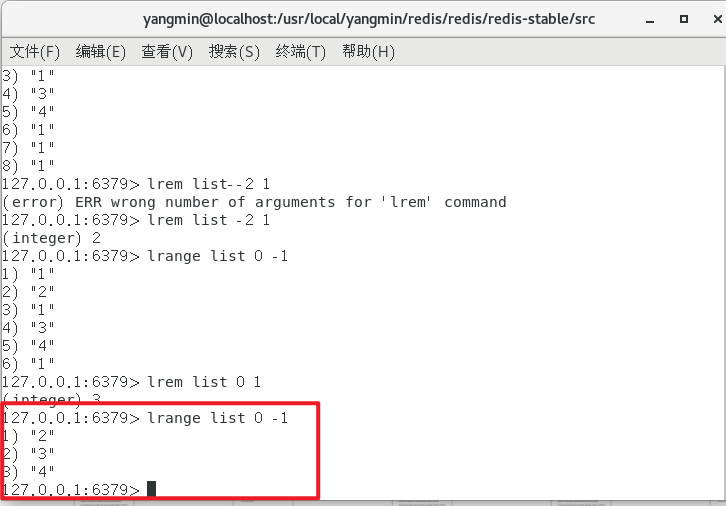 yangmin@localhost:/usr/local/yangmin/redis/redis/redis-stable/src
文件(F) 编辑(E) 查看(V) 搜索(S) 终端(T) 帮助(H)
3) "1"
4) "3"
5) "4"
6) "1"
7) "1"
8) "1"
127.0.0.1:6379> lrem list--2 1
(error) ERR wrong number of arguments for 'lrem' command
127.0.0.1:6379> lrem list -2 1
(integer) 2
127.0.0.1:6379> lrange list 0 -1
1) "1"
2) "2"
3) "1"
4) "3"
5) "4"
6) "1"
127.0.0.1:6379> lrem list 0 1
(integer) 3
127.0.0.1:6379> lrange list 0 -1
1) "2"
2) "3"
3) "4"
127.0.0.1:6379>